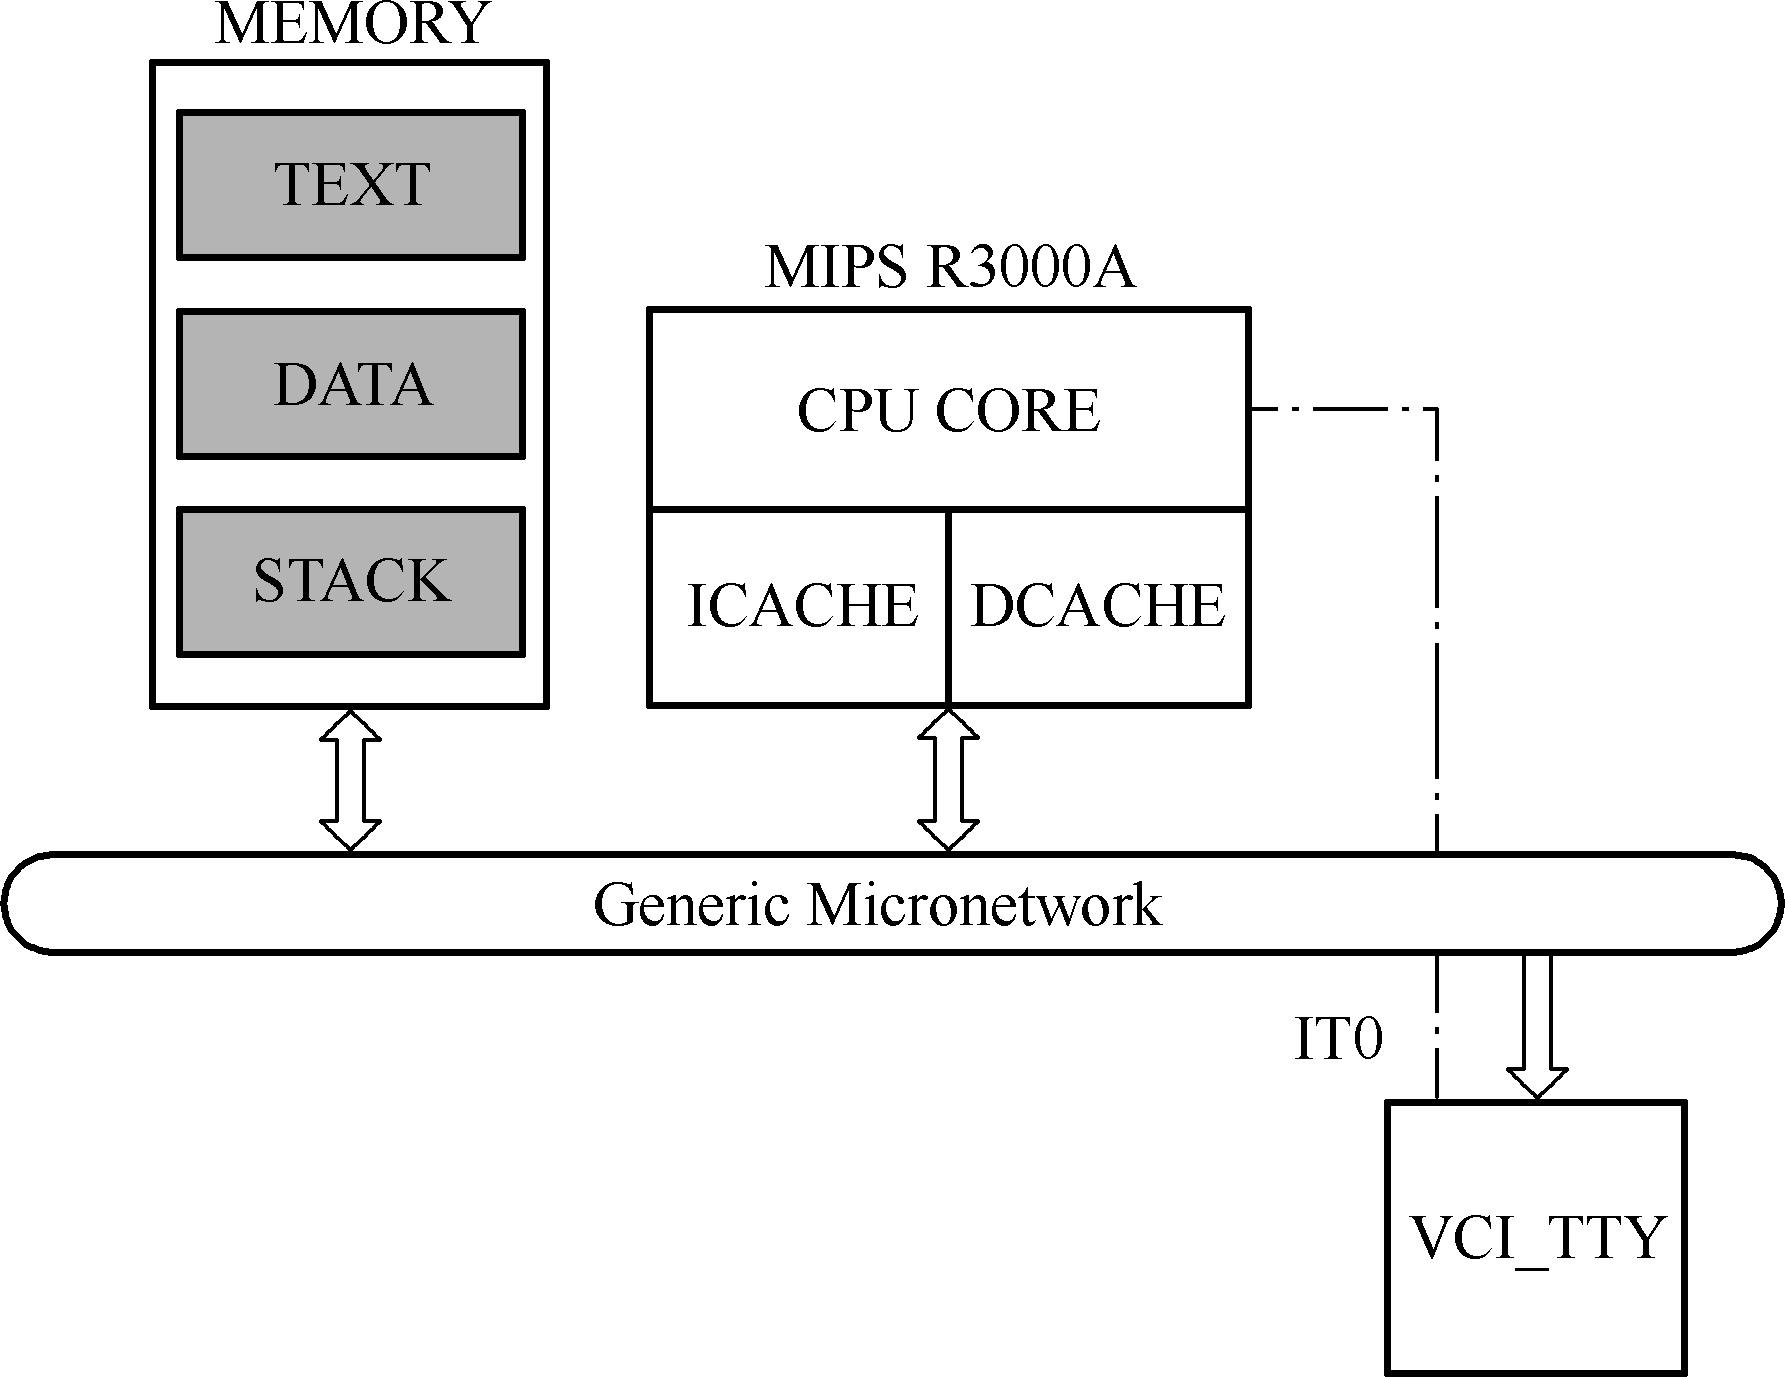 MEMORY
TEXT
DATA
STACK
MIPS R3000A
CPU CORE
ICACHE
DCACHE
Generic Micronetwork
IT0
VCI_TTY